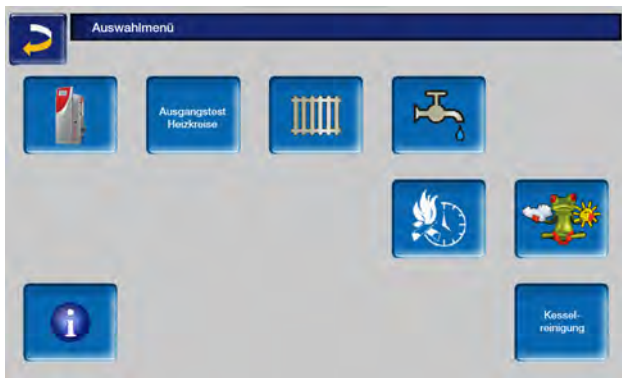 Auswahlmenü
Ausgangstest
Heizkreise
i
Kessel-
reinigung